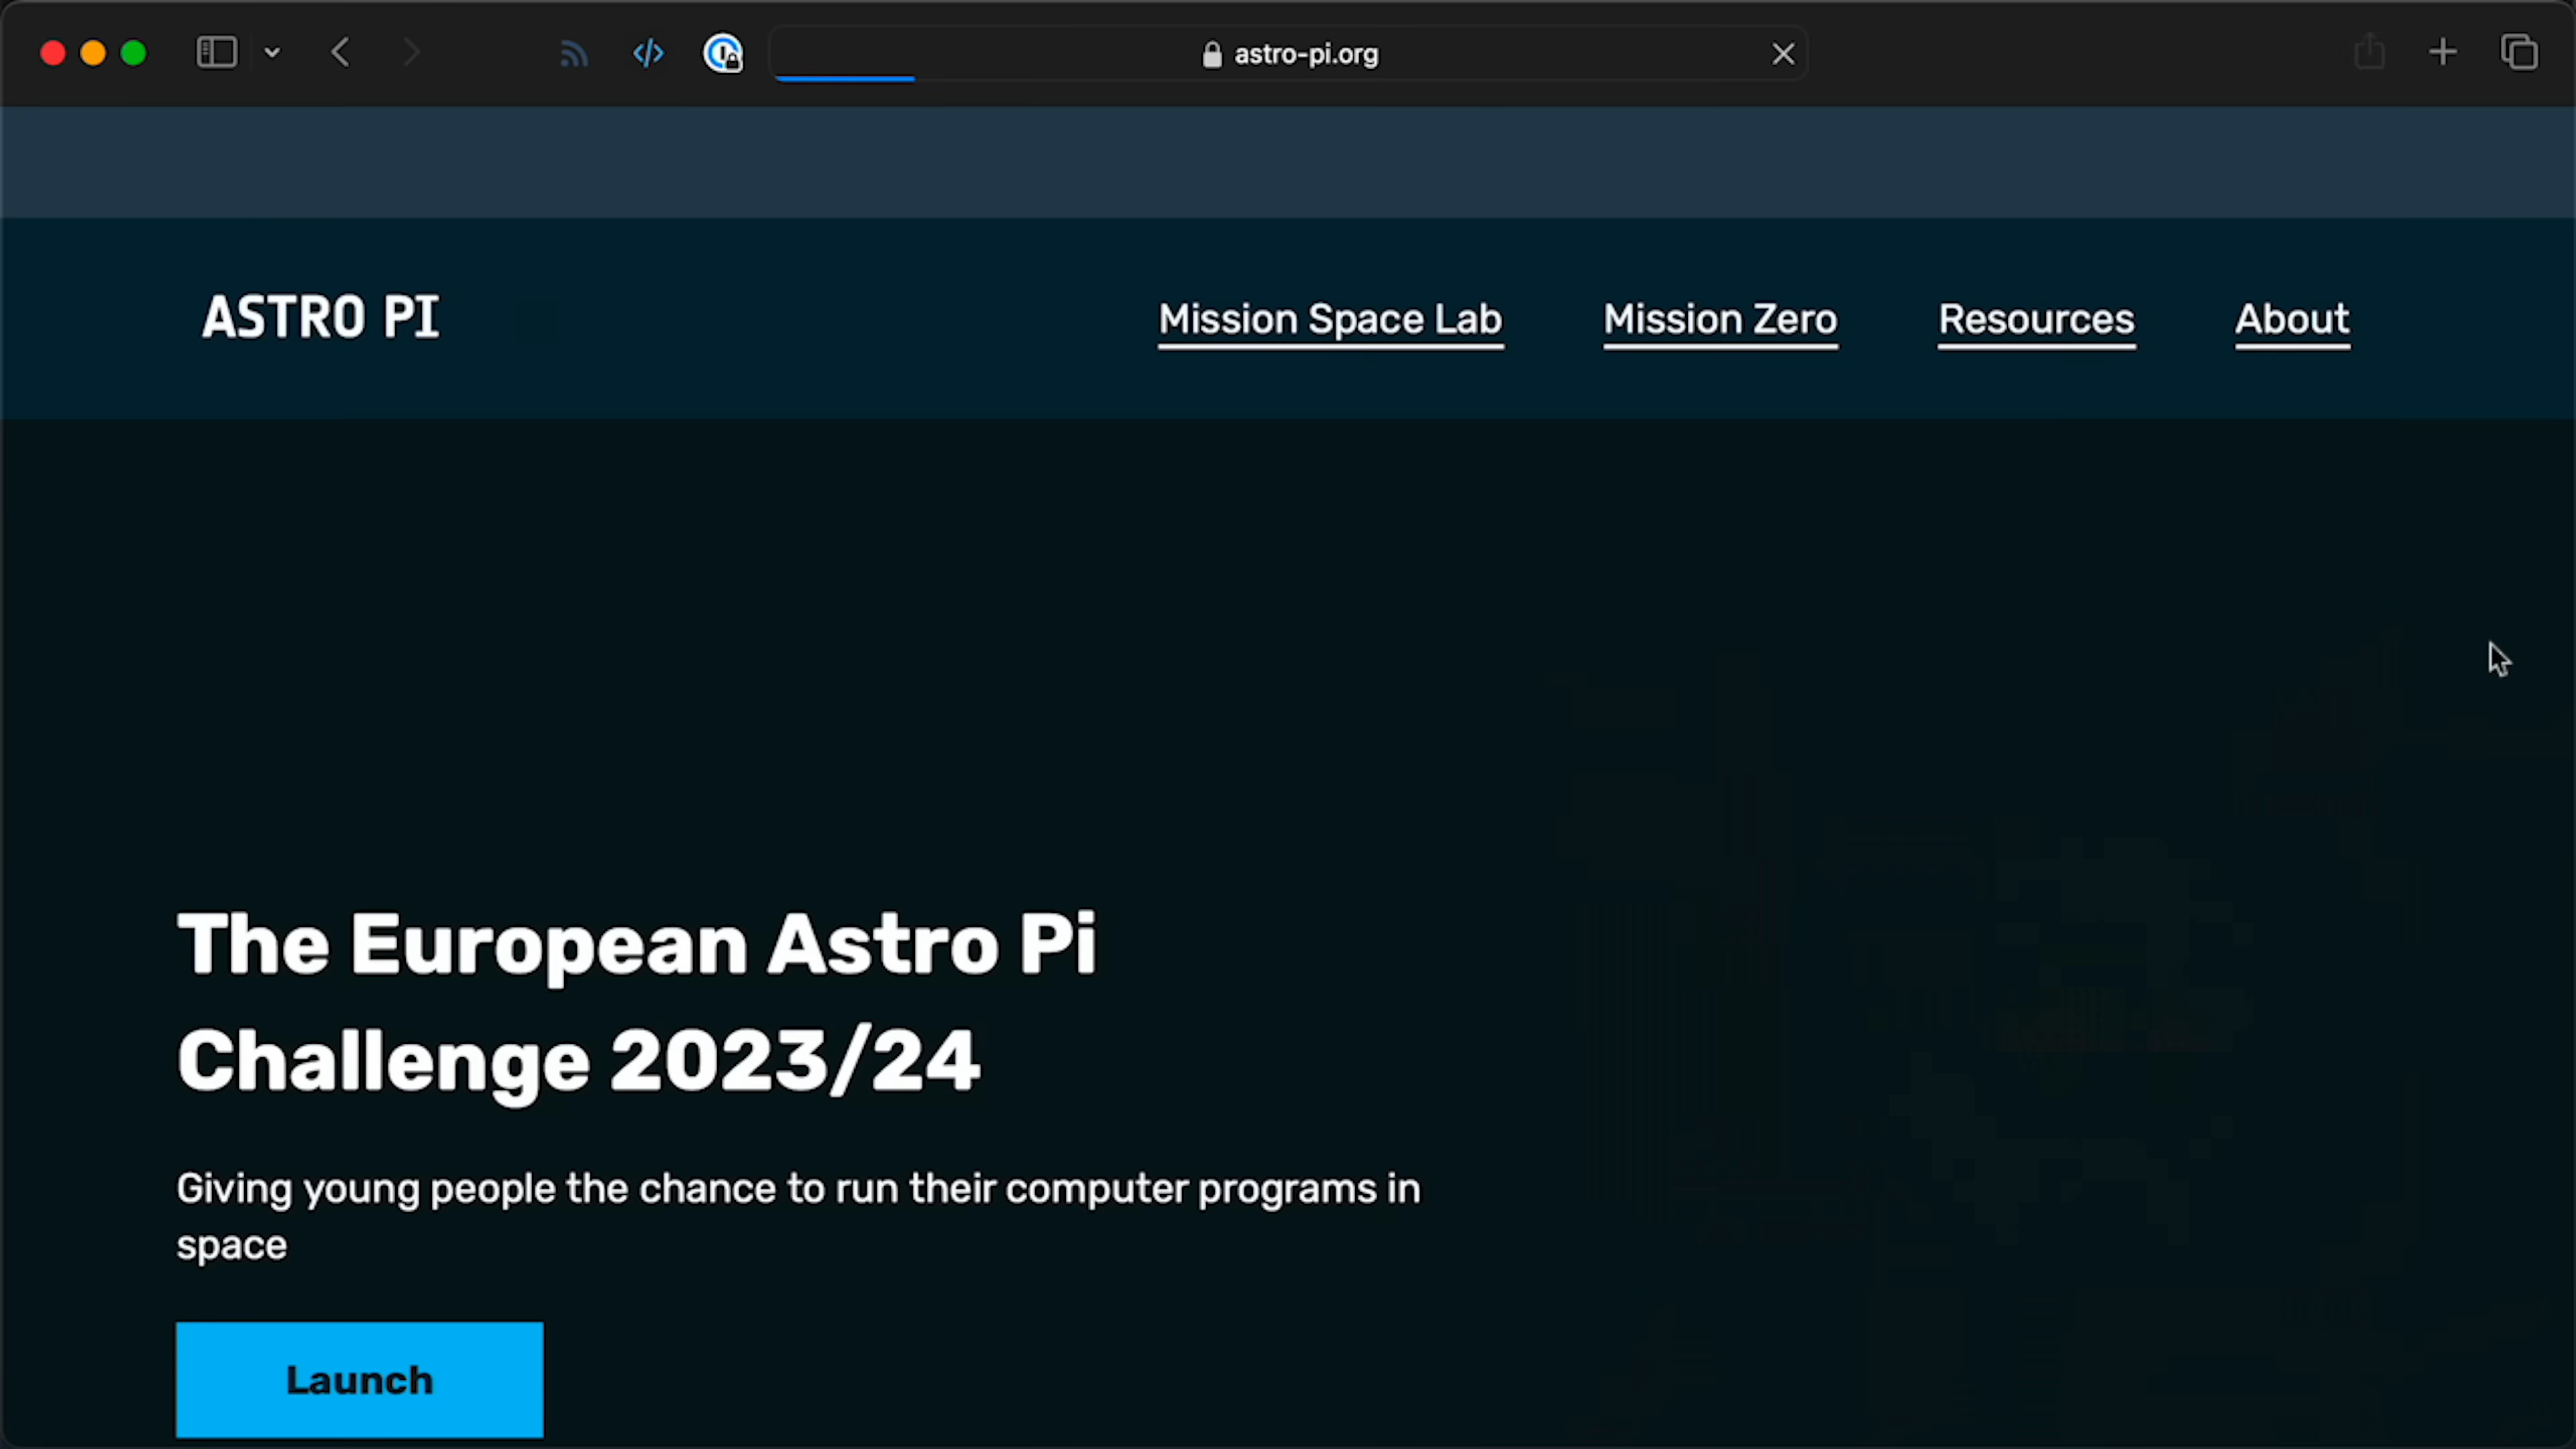 astro-pi.org
ASTRO PI
Mission Space Lab
Mission Zero
Resources
About
The European Astro Pi
Challenge 2023/24
Giving young people the chance to run their computer programs in
space
Launch